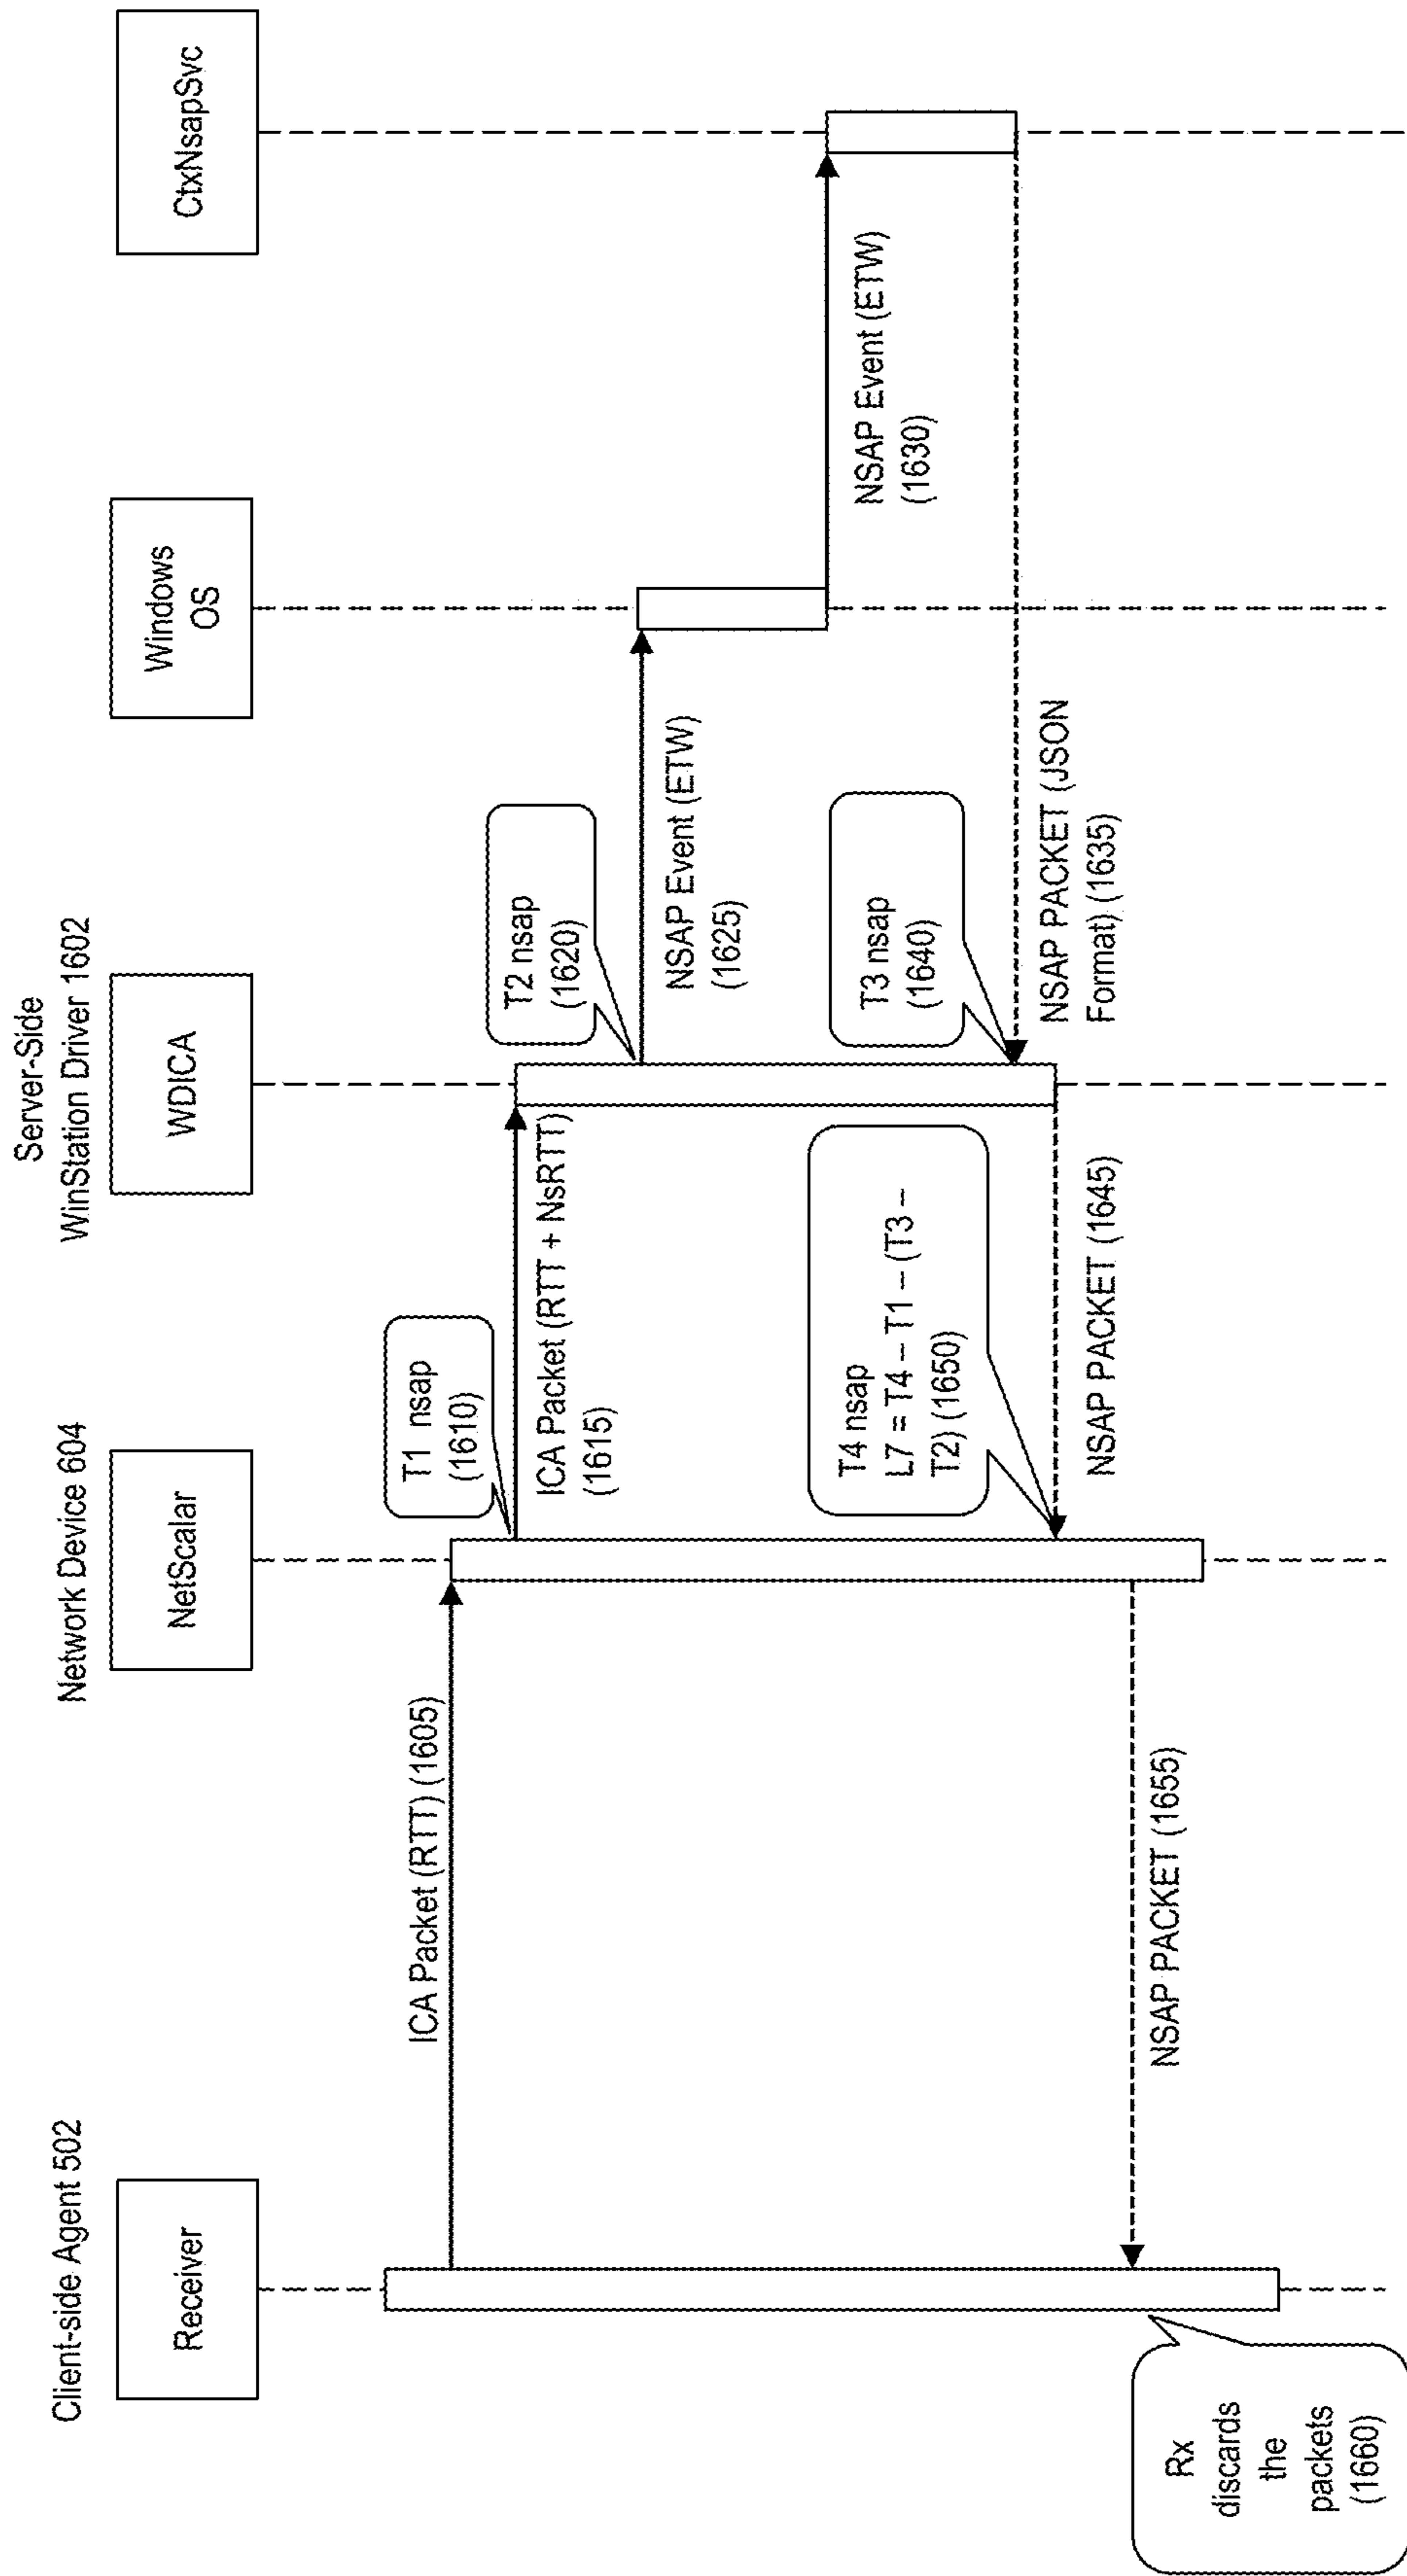 Client-side Agent 502
Receiver
Network Device 604
NetScalar
Server-Side
WinStation Driver 1602
WDICA
Windows
OS
CtxNsapSvc
ICA Packet (RTT) (1605)
T1 nsap
(1610)
ICA Packet (RTT + NsRTT)
(1615)
T2 nsap
(1620)
NSAP Event (ETW)
(1625)
NSAP Event (ETW)
(1630)
NSAP PACKET (JSON
Format) (1635)
T3 nsap
(1640)
NSAP PACKET (1645)
T4 nsap
L7 = T4 – T1 – (T3 –
T2) (1650)
NSAP PACKET (1655)
Rx
discards
the
packets
(1660)